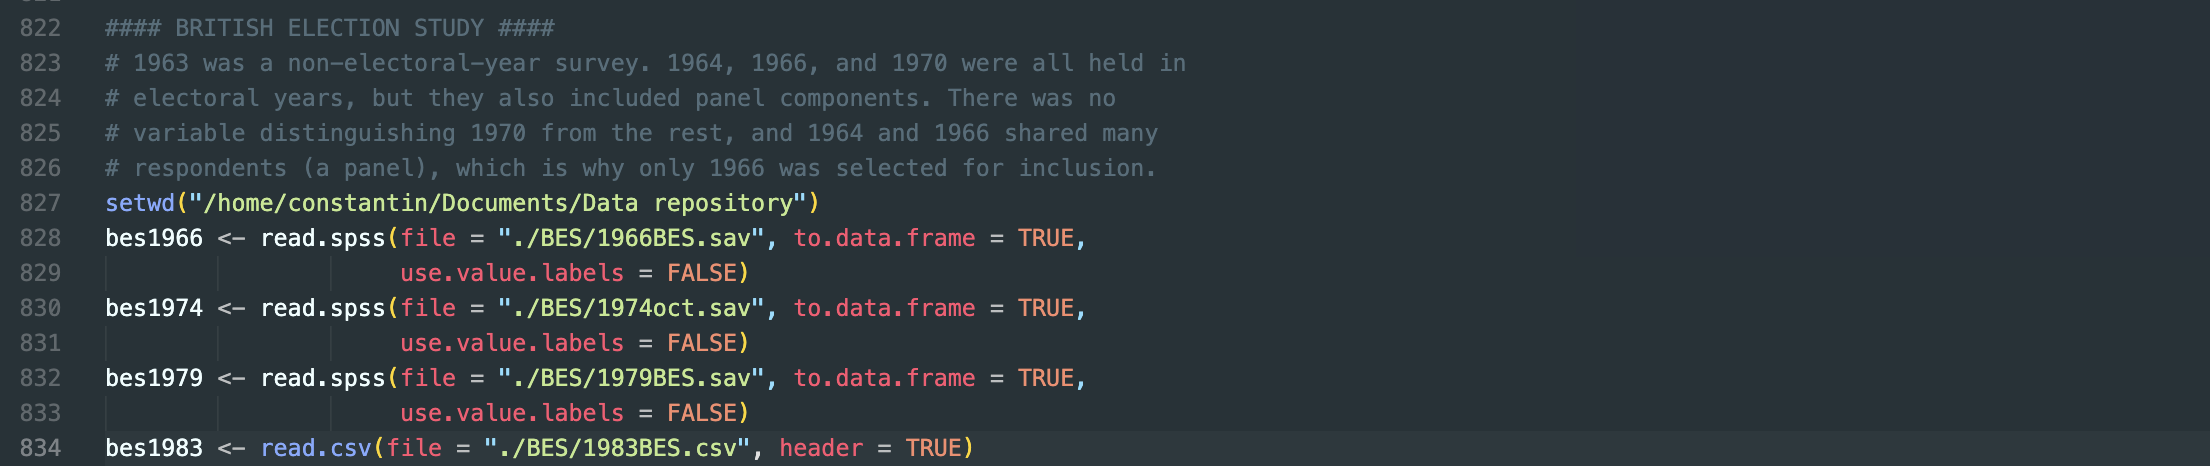 822 #### BRITISH ELECTION STUDY ####
823 # 1963 was a non-electoral-year survey. 1964, 1966, and 1970 were all held in
824 # electoral years, but they also included panel components. There was no
825 # variable distinguishing 1970 from the rest, and 1964 and 1966 shared many
826 # respondents (a panel), which is why only 1966 was selected for inclusion.
827 setwd("/home/constantin/Documents/Data repository")
828 bes1966 <- read.spss(file = "./BES/1966BES.sav", to.data.frame = TRUE,
829                      use.value.labels = FALSE)
830 bes1974 <- read.spss(file = "./BES/1974oct.sav", to.data.frame = TRUE,
831                      use.value.labels = FALSE)
832 bes1979 <- read.spss(file = "./BES/1979BES.sav", to.data.frame = TRUE,
833                      use.value.labels = FALSE)
834 bes1983 <- read.csv(file = "./BES/1983BES.csv", header = TRUE)